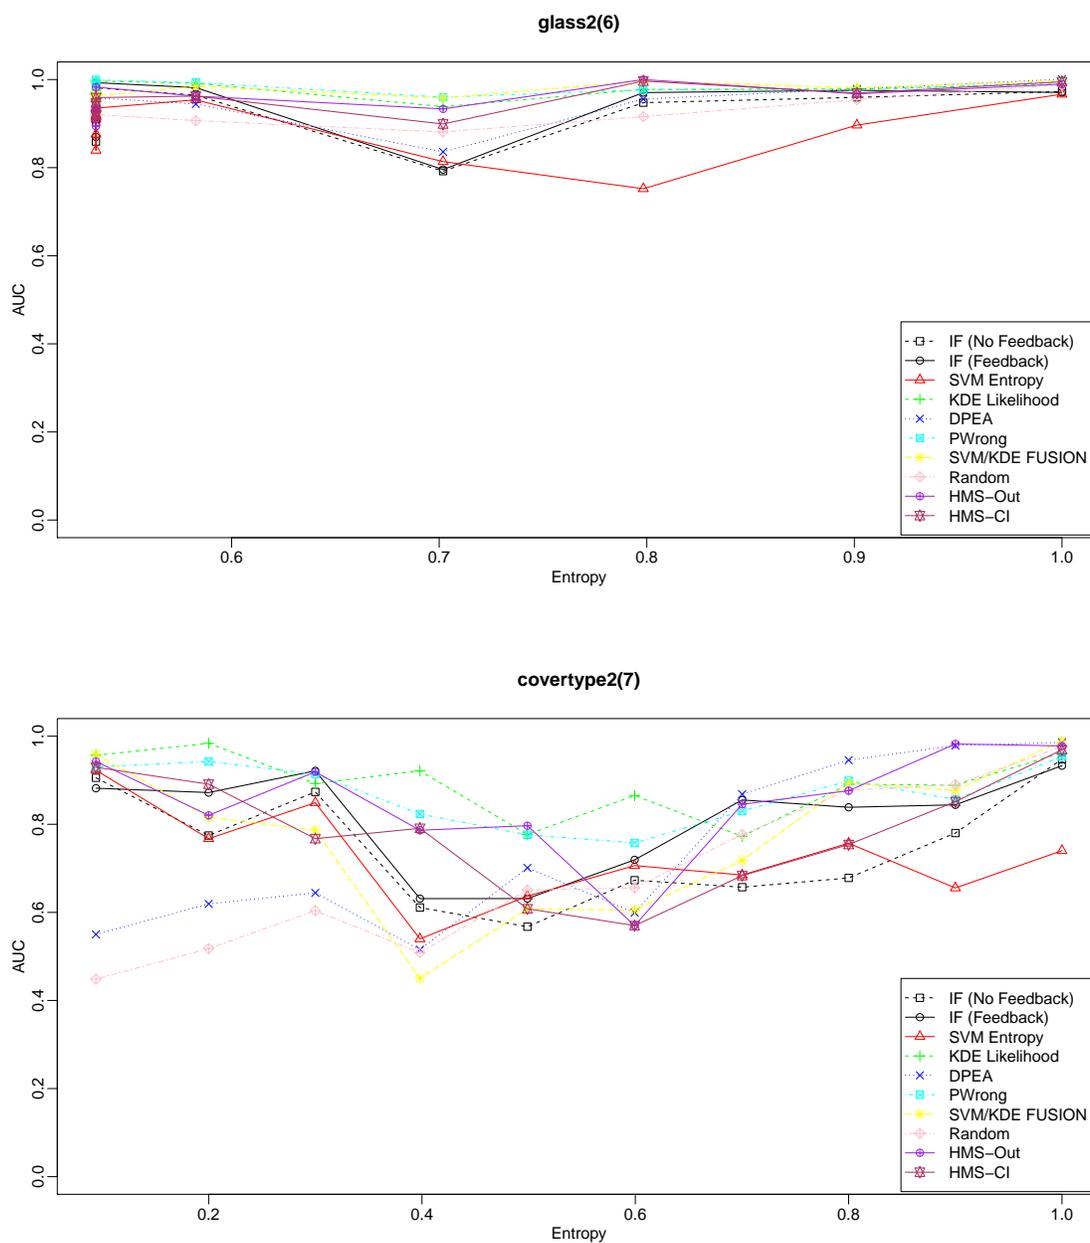 glass2(6)
1.0
0.8
0.6
0.4
0.2
0.0
AUC
0.6 0.7 0.8 0.9 1.0
Entropy
IF (No Feedback)
IF (Feedback)
SVM Entropy
KDE Likelihood
DPEA
PWrong
SVM/KDE FUSION
Random
HMS−Out
HMS−CI
covertype2(7)
1.0
0.8
0.6
0.4
0.2
0.0
AUC
0.2 0.4 0.6 0.8 1.0
Entropy
IF (No Feedback)
IF (Feedback)
SVM Entropy
KDE Likelihood
DPEA
PWrong
SVM/KDE FUSION
Random
HMS−Out
HMS−CI